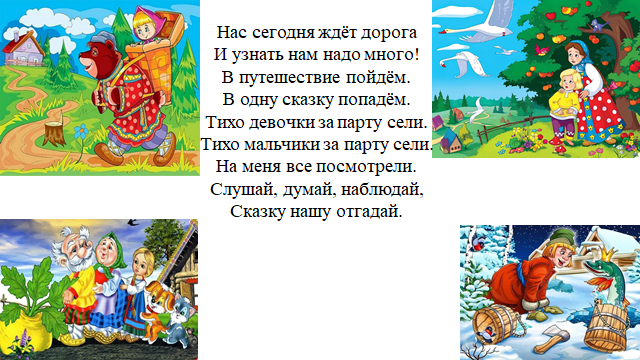 Нас сегодня ждёт дорога
И узнать нам надо много!
В путешествие пойдём.
В одну сказку попадём.
Тихо девочки за парту сели.
Тихо мальчики за парту сели.
На меня все посмотрели.
Слушай, думай, наблюдай,
Сказку нашу отгадай.